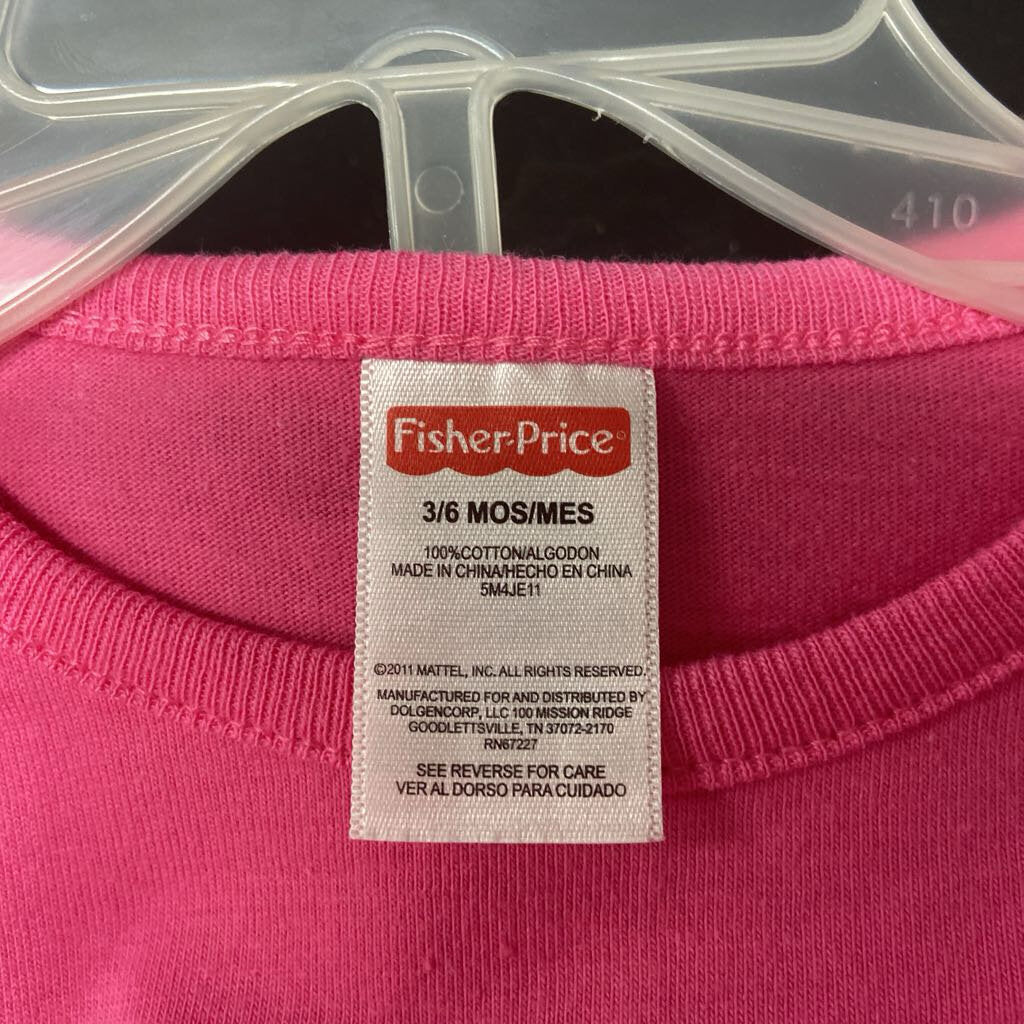 410
Fisher-Price
3/6 MOS/MES
100%COTTON/ALGODON
MADE IN CHINA/HECHO EN CHINA
5M4JE11
©2011 MATTEL, INC. ALL RIGHTS RESERVED.
MANUFACTURED FOR AND DISTRIBUTED BY
DOLGENCORP, LLC 100 MISSION RIDGE
GOODLETTSVILLE, TN 37072-2170
RN67227
SEE REVERSE FOR CARE
VER AL DORSO PARA CUIDADO